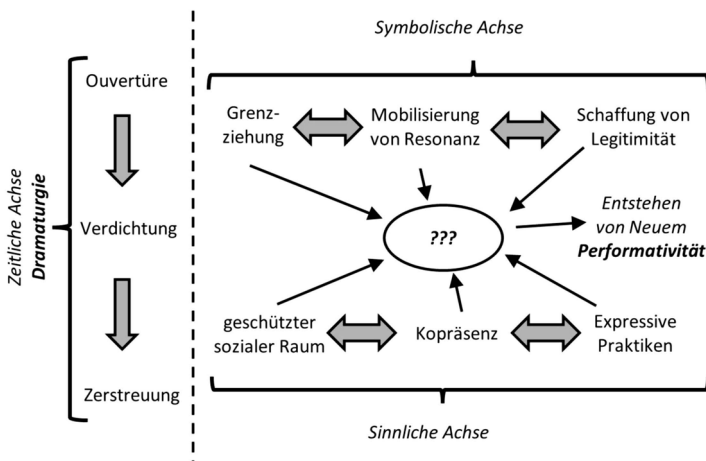 Zeitliche Achse
Dramaturgie
Ouvertüre
Verdichtung
Zerstreuung
Symbolische Achse
Grenz-
ziehung
Mobilisierung
von Resonanz
Schaffung von
Legitimität
???
Entstehen
von Neuem
Performativität
geschützter
sozialer Raum
Kopräsenz
Expressive
Praktiken
Sinnliche Achse